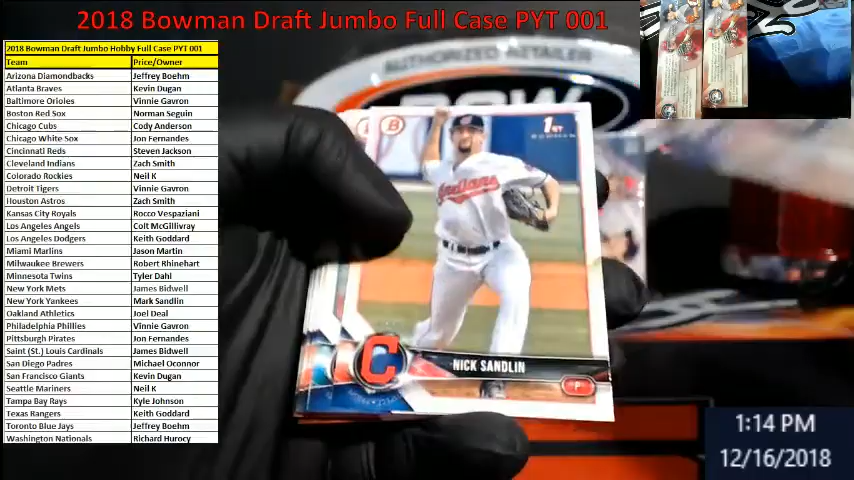 2018 Bowman Draft Jumbo Full Case PYT 001
2018 Bowman Draft Jumbo Hobby Full Case PYT 001
Team Price/Owner
Arizona Diamondbacks Jeffrey Boehm
Atlanta Braves Kevin Dugan
Baltimore Orioles Vinnie Gavron
Boston Red Sox Norman Seguin
Chicago Cubs Cody Anderson
Chicago White Sox Jon Fernandes
Cincinnati Reds Steven Jackson
Cleveland Indians Zach Smith
Colorado Rockies Neil K
Detroit Tigers Vinnie Gavron
Houston Astros Zach Smith
Kansas City Royals Rocco Vespaziani
Los Angeles Angels Colt McGillivray
Los Angeles Dodgers Keith Goddard
Miami Marlins Jason Martin
Milwaukee Brewers Robert Rhinehart
Minnesota Twins Tyler Dahl
New York Mets James Bidwell
New York Yankees Mark Sandlin
Oakland Athletics Joel Deal
Philadelphia Phillies Vinnie Gavron
Pittsburgh Pirates Jon Fernandes
Saint (St.) Louis Cardinals James Bidwell
San Diego Padres Michael Oconnor
San Francisco Giants Kevin Dugan
Seattle Mariners Neil K
Tampa Bay Rays Kyle Johnson
Texas Rangers Keith Goddard
Toronto Blue Jays Jeffrey Boehm
Washington Nationals Richard Hurocy
AUTHORIZED RETAILER
B
1ST
BOWMAN
Indians
C
NICK SANDLIN
P
1:14 PM
12/16/2018